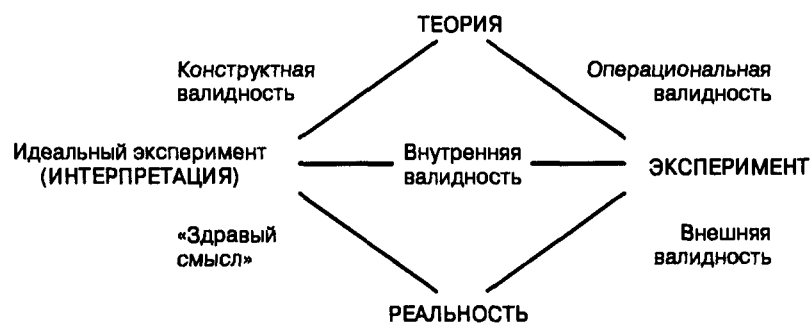 ТЕОРИЯ
Конструктная
валидность
Операциональная
валидность
Идеальный эксперимент
(ИНТЕРПРЕТАЦИЯ)
Внутренняя
валидность
ЭКСПЕРИМЕНТ
«Здравый
смысл»
Внешняя
валидность
РЕАЛЬНОСТЬ